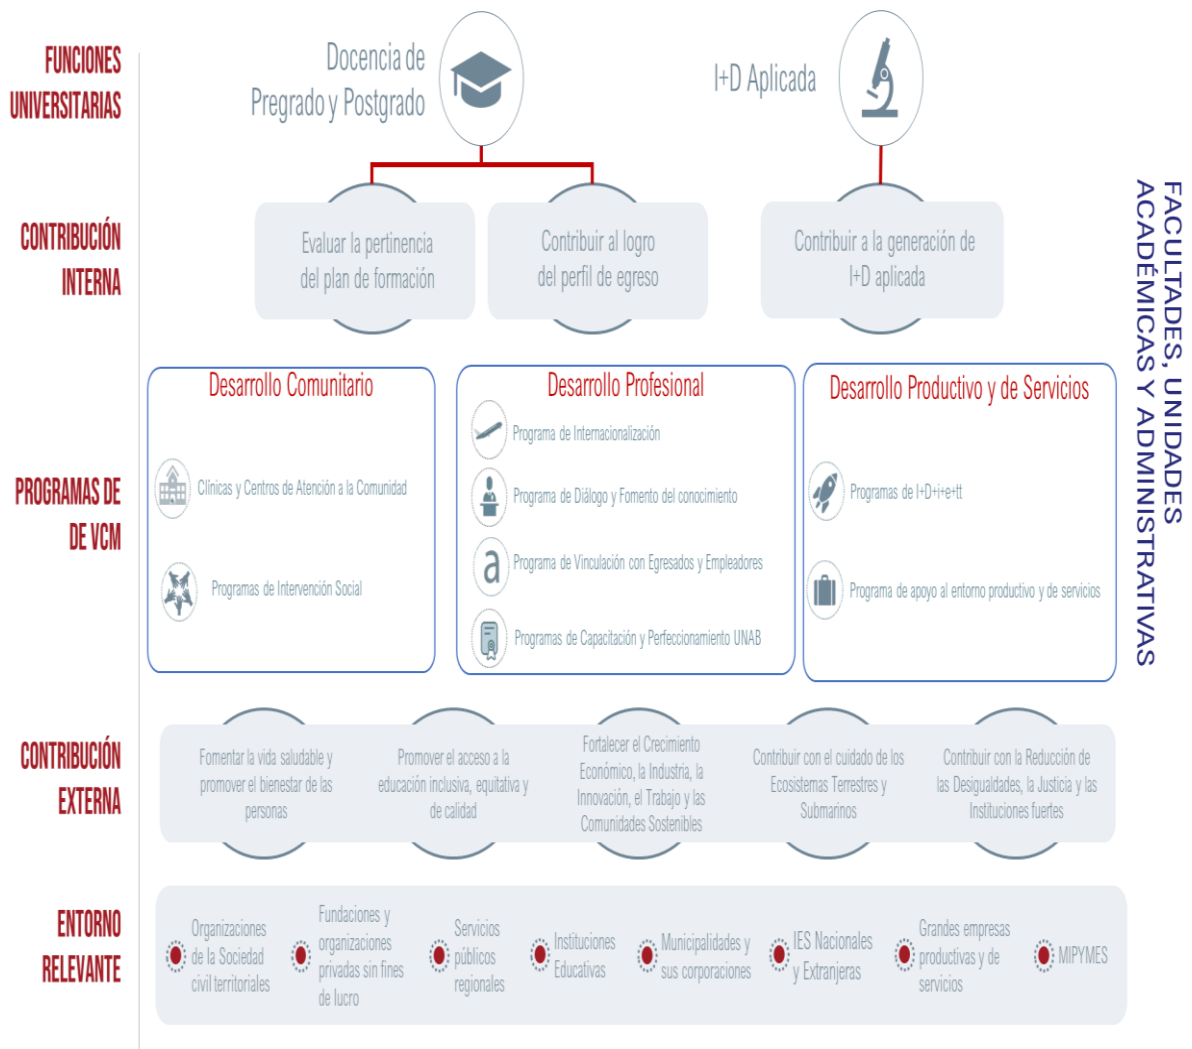 FUNCIONES
UNIVERSITARIAS
Docencia de
Pregrado y Postgrado
I+D Aplicada
CONTRIBUCIÓN
INTERNA
Evaluar la pertinencia
del plan de formación
Contribuir al logro
del perfil de egreso
Contribuir a la generación de
I+D aplicada
PROGRAMAS DE
DE VCM
Desarrollo Comunitario
Clínicas y Centros de Atención a la Comunidad
Programas de Intervención Social
Desarrollo Profesional
Programa de Internacionalización
Programa de Diálogo y Fomento del conocimiento
a
Programa de Vinculación con Egresados y Empleadores
Programas de Capacitación y Perfeccionamiento UNAB
Desarrollo Productivo y de Servicios
Programas de I+D+i+e+tt
Programa de apoyo al entorno productivo y de servicios
CONTRIBUCIÓN
EXTERNA
Fomentar la vida saludable y
promover el bienestar de las
personas
Promover el acceso a la
educación inclusiva, equitativa y
de calidad
Fortalecer el Crecimiento
Económico, la Industria, la
Innovación, el Trabajo y las
Comunidades Sostenibles
Contribuir con el cuidado de los
Ecosistemas Terrestres y
Submarinos
Contribuir con la Reducción de
las Desigualdades, la Justicia y las
Instituciones fuertes
ENTORNO
RELEVANTE
Organizaciones
de la Sociedad
civil territoriales
Fundaciones y
organizaciones
privadas sin fines
de lucro
Servicios
públicos
regionales
Instituciones
Educativas
Municipalidades y
sus corporaciones
IES Nacionales
y Extranjeras
Grandes empresas
productivas y de
servicios
MIPYMES
FACULTADES, UNIDADES
ACADÉMICAS Y ADMINISTRATIVAS